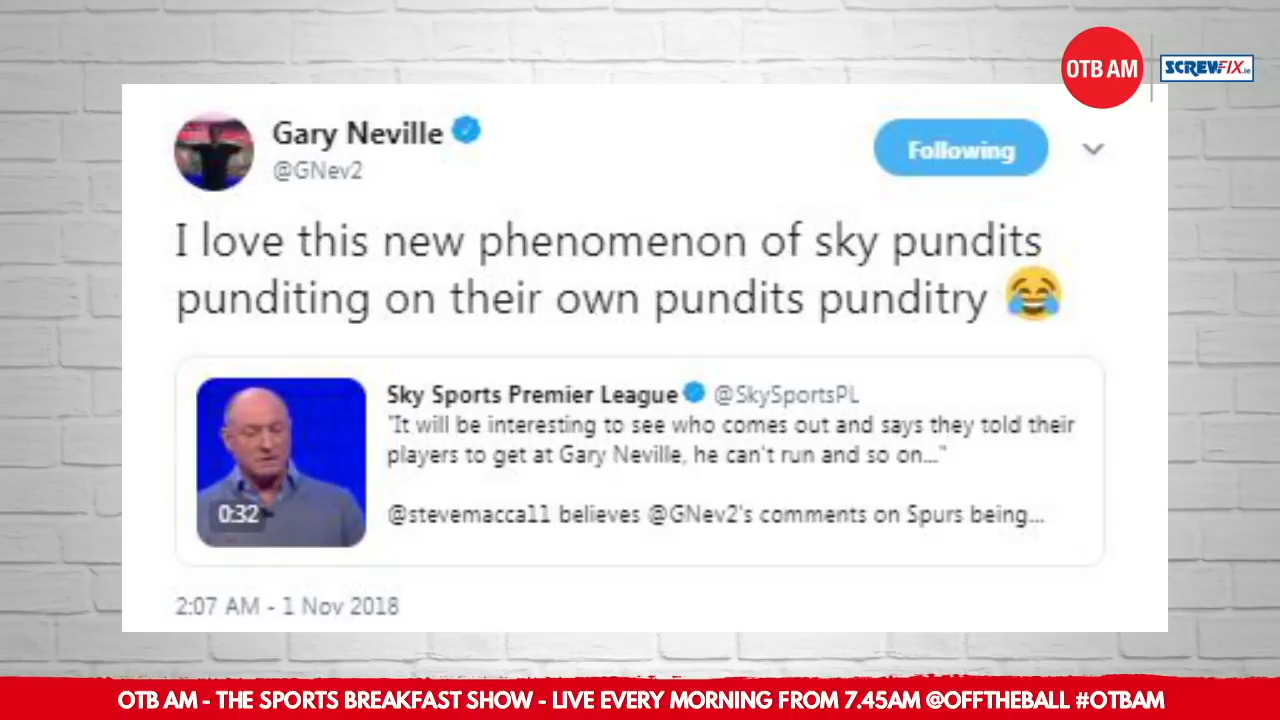 OTB AM
SCREWFIX.ie
Gary Neville
@GNev2
Following
I love this new phenomenon of sky pundits
punditing on their own pundits punditry 😂
Sky Sports Premier League @SkySportsPL
"It will be interesting to see who comes out and says they told their
players to get at Gary Neville, he can't run and so on..."
0:32
@stevemacca11 believes @GNev2's comments on Spurs being...
2:07 AM - 1 Nov 2018
OTB AM - THE SPORTS BREAKFAST SHOW - LIVE EVERY MORNING FROM 7.45AM @OFFTHEBALL #OTBAM